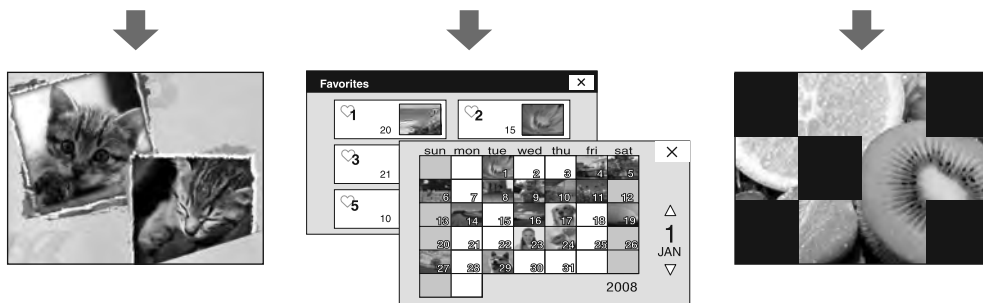 Favorites ×
1 20 2 15
3 21
5 10
×
sun mon tue wed thu fri sat
1 2 3 4 5
6 7 8 9 10 11 12
13 14 15 16 17 18 19
20 21 22 23 24 25 26
27 28 29 30 31
1
JAN
2008